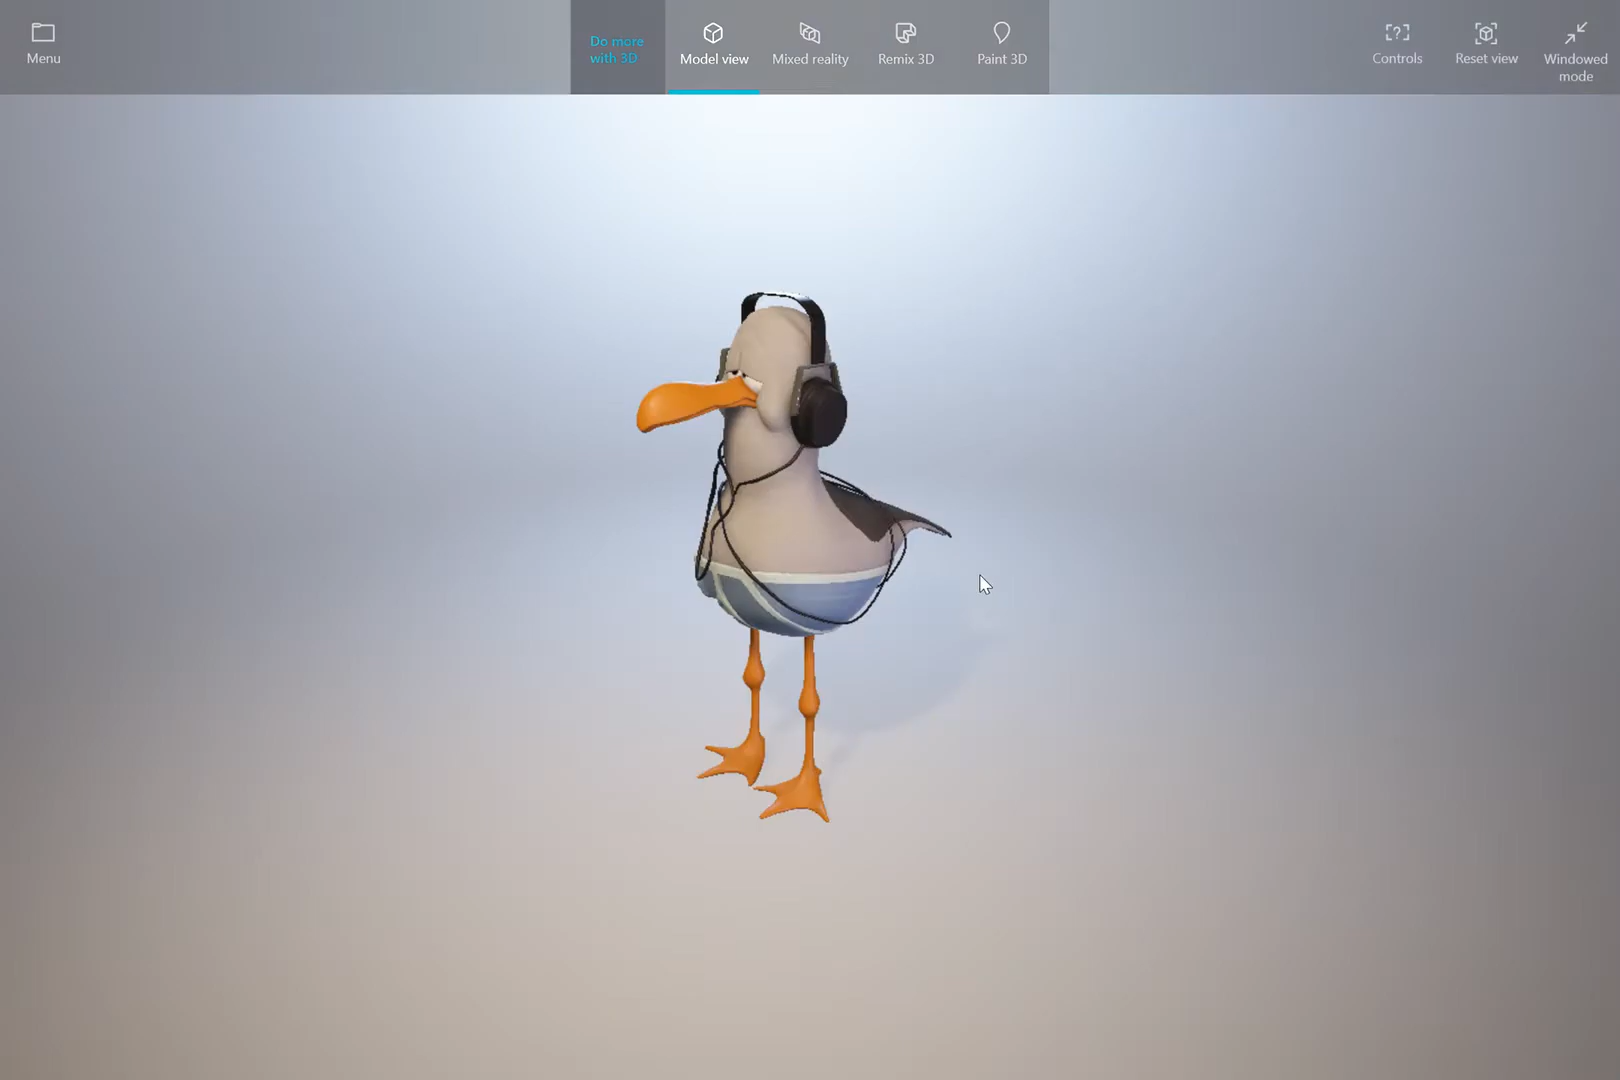 Menu
Do more
with 3D
Model view
Mixed reality
Remix 3D
Paint 3D
Controls
Reset view
Windowed
mode